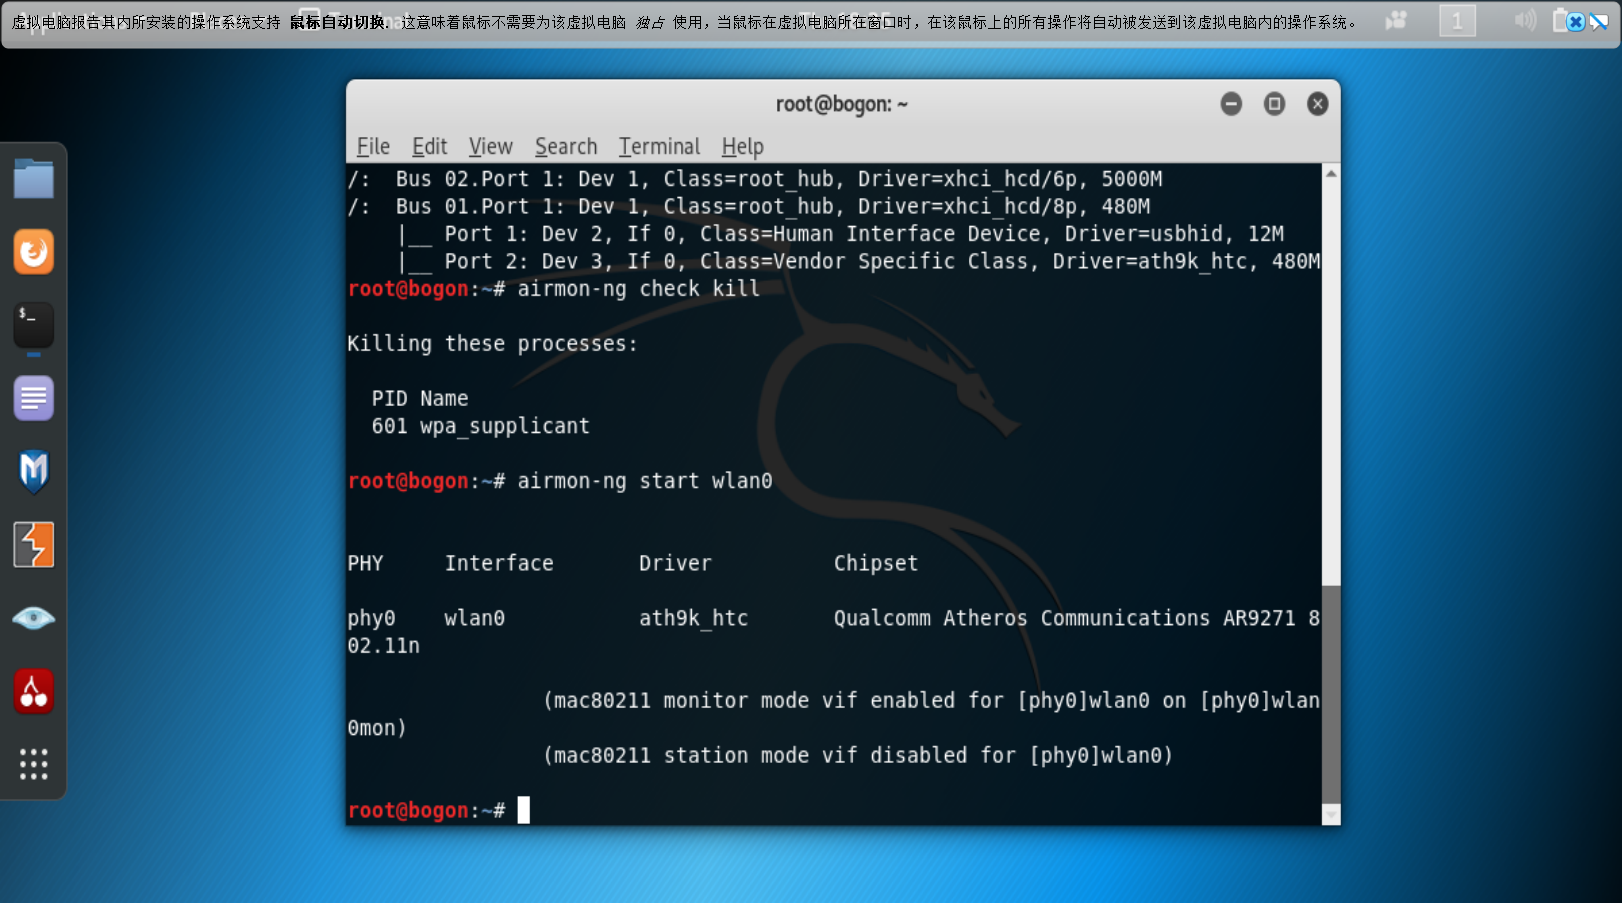 虚拟电脑报告其内所安装的操作系统支持 鼠标自动切换. 这意味着鼠标不需要为该虚拟电脑 独占 使用，当鼠标在虚拟电脑所在窗口时，在该鼠标上的所有操作将自动被发送到该虚拟电脑内的操作系统。
1
root@bogon: ~
File Edit View Search Terminal Help
/:  Bus 02.Port 1: Dev 1, Class=root_hub, Driver=xhci_hcd/6p, 5000M
/:  Bus 01.Port 1: Dev 1, Class=root_hub, Driver=xhci_hcd/8p, 480M
    |__ Port 1: Dev 2, If 0, Class=Human Interface Device, Driver=usbhid, 12M
    |__ Port 2: Dev 3, If 0, Class=Vendor Specific Class, Driver=ath9k_htc, 480M
root@bogon:~# airmon-ng check kill
Killing these processes:
  PID Name
  601 wpa_supplicant
root@bogon:~# airmon-ng start wlan0
PHY     Interface       Driver          Chipset
phy0    wlan0           ath9k_htc       Qualcomm Atheros Communications AR9271 8
02.11n
                (mac80211 monitor mode vif enabled for [phy0]wlan0 on [phy0]wlan
0mon)
                (mac80211 station mode vif disabled for [phy0]wlan0)
root@bogon:~#